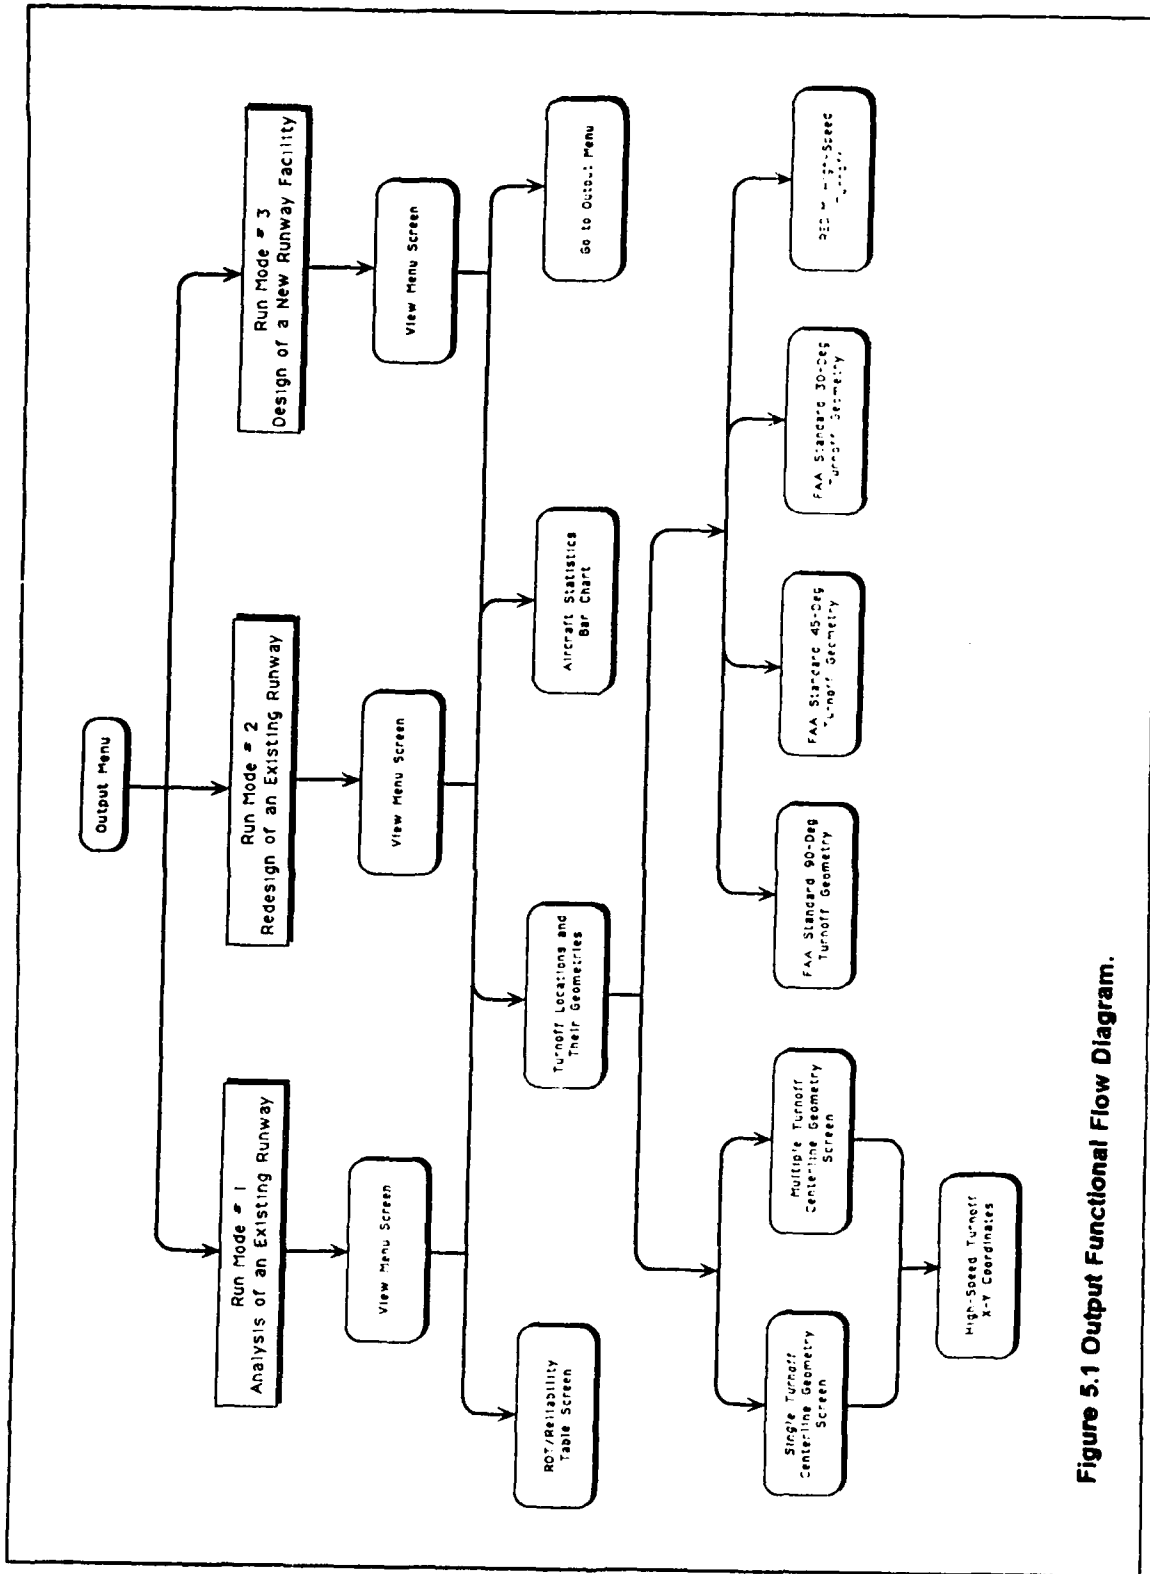 Output Menu
Run Mode = 1
Analysis of an Existing Runway
Run Mode = 2
Redesign of an Existing Runway
Run Mode = 3
Design of a New Runway Facility
View Menu Screen
View Menu Screen
View Menu Screen
ROT/Reliability
Table Screen
Turnoff Locations and
Their Geometries
Aircraft Statistics
Bar Chart
Go to Output Menu
Single Turnoff
Centerline Geometry
Screen
Multiple Turnoff
Centerline Geometry
Screen
FAA Standard 90-Deg
Turnoff Geometry
FAA Standard 45-Deg
Turnoff Geometry
FAA Standard 30-Deg
Turnoff Geometry
High-Speed
Turnoff
High-Speed Turnoff
X-Y Coordinates
Figure 5.1 Output Functional Flow Diagram.